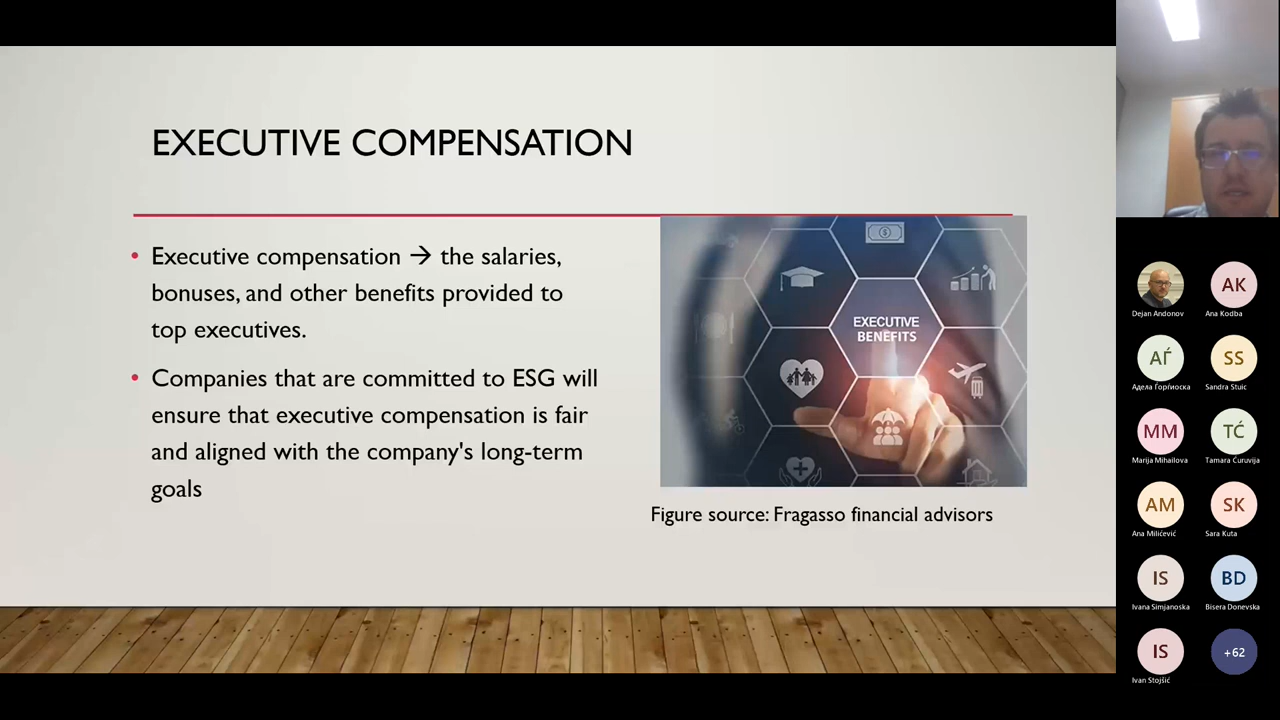 EXECUTIVE COMPENSATION
• Executive compensation → the salaries,
bonuses, and other benefits provided to
top executives.
• Companies that are committed to ESG will
ensure that executive compensation is fair
and aligned with the company's long-term
goals
EXECUTIVE
BENEFITS
Figure source: Fragasso financial advisors
Dejan Andonov
AK
Ana Kodba
АЃ
Адела Ѓорѓиоска
SS
Sandra Stuic
MM
Marija Mihailova
TĆ
Tamara Ćuruvija
AM
Ana Milićević
SK
Sara Kuta
IS
Ivana Simjanoska
BD
Bisera Donevska
IS
Ivan Stojšić
+62